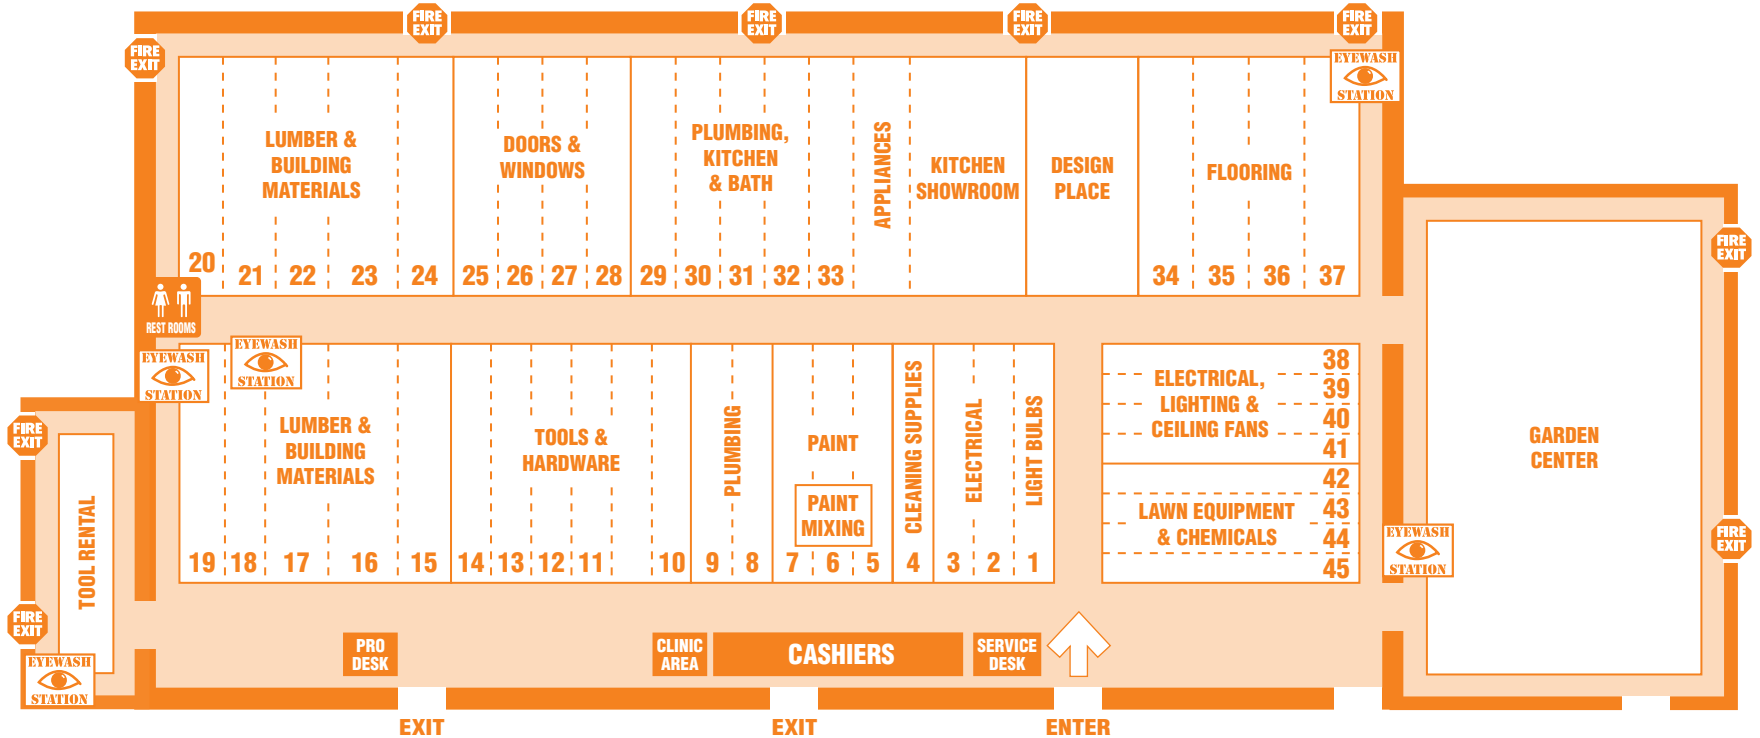 FIRE
EXIT
FIRE
EXIT
FIRE
EXIT
FIRE
EXIT
FIRE
EXIT
EYEWASH
STATION
LUMBER &
BUILDING
MATERIALS
DOORS &
WINDOWS
PLUMBING,
KITCHEN
& BATH
APPLIANCES
KITCHEN
SHOWROOM
DESIGN
PLACE
FLOORING
20 21 22 23 24 25 26 27 28 29 30 31 32 33 34 35 36 37
FIRE
EXIT
REST ROOMS
EYEWASH
STATION
EYEWASH
STATION
LUMBER &
BUILDING
MATERIALS
TOOLS &
HARDWARE
PLUMBING
PAINT
PAINT
MIXING
CLEANING SUPPLIES
ELECTRICAL
LIGHT BULBS
19 18 17 16 15 14 13 12 11 10 9 8 7 6 5 4 3 2 1
ELECTRICAL,
LIGHTING &
CEILING FANS
38
39
40
41
LAWN EQUIPMENT
& CHEMICALS
42
43
44
45
GARDEN
CENTER
EYEWASH
STATION
FIRE
EXIT
FIRE
EXIT
TOOL RENTAL
FIRE
EXIT
EYEWASH
STATION
PRO
DESK
CLINIC
AREA
CASHIERS
SERVICE
DESK
EXIT
EXIT
ENTER